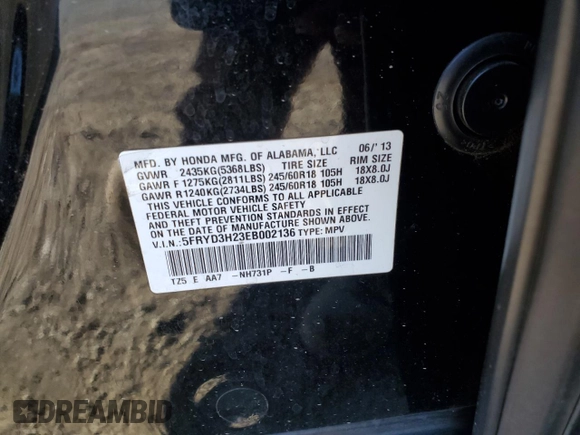 MFD. BY HONDA MFG. OF ALABAMA, LLC 06/'13
GVWR 2435KG(5368LBS) TIRE SIZE RIM SIZE
GAWR F 1275KG(2811LBS) 245/60R18 105H 18X8.0J
GAWR R1240KG(2734LBS) 245/60R18 105H 18X8.0J
THIS VEHICLE CONFORMS TO ALL APPLICABLE
FEDERAL MOTOR VEHICLE SAFETY, BUMPER
AND THEFT PREVENTION STANDARDS IN EFFECT
ON THE DATE OF MANUFACTURE SHOWN ABOVE.
V.I.N.: 5FRYD3H23EB002136 TYPE: MPV
TZ5 E AA7 -NH731P -F -B
DREAMBID